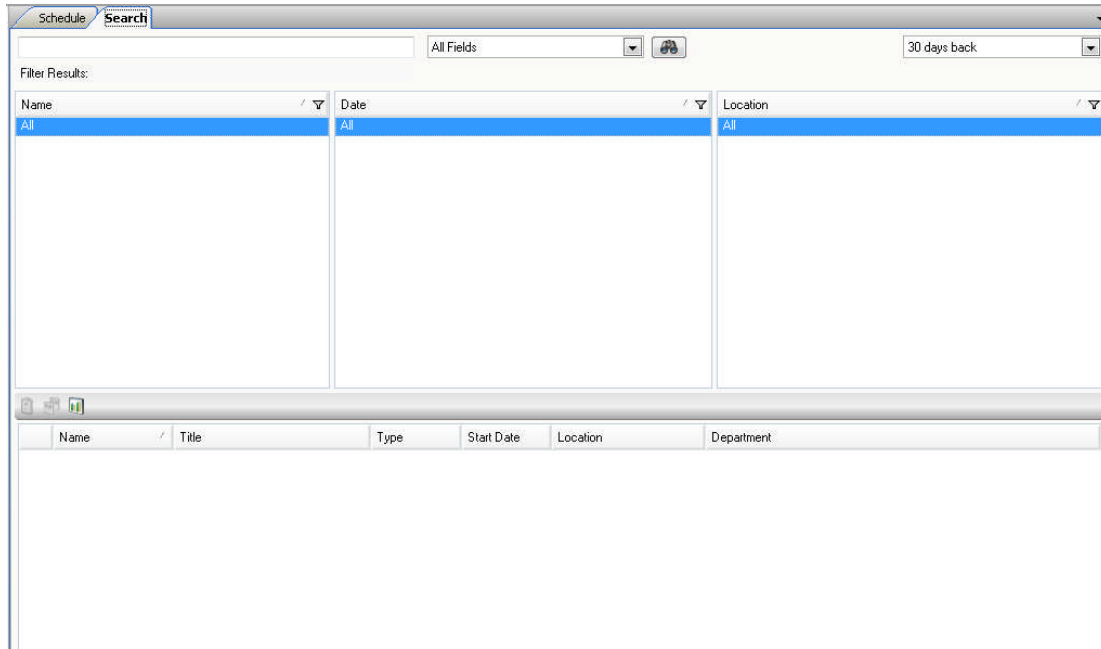 Schedule Search
All Fields 30 days back
Filter Results:
Name Date Location
All All All
Name Title Type Start Date Location Department